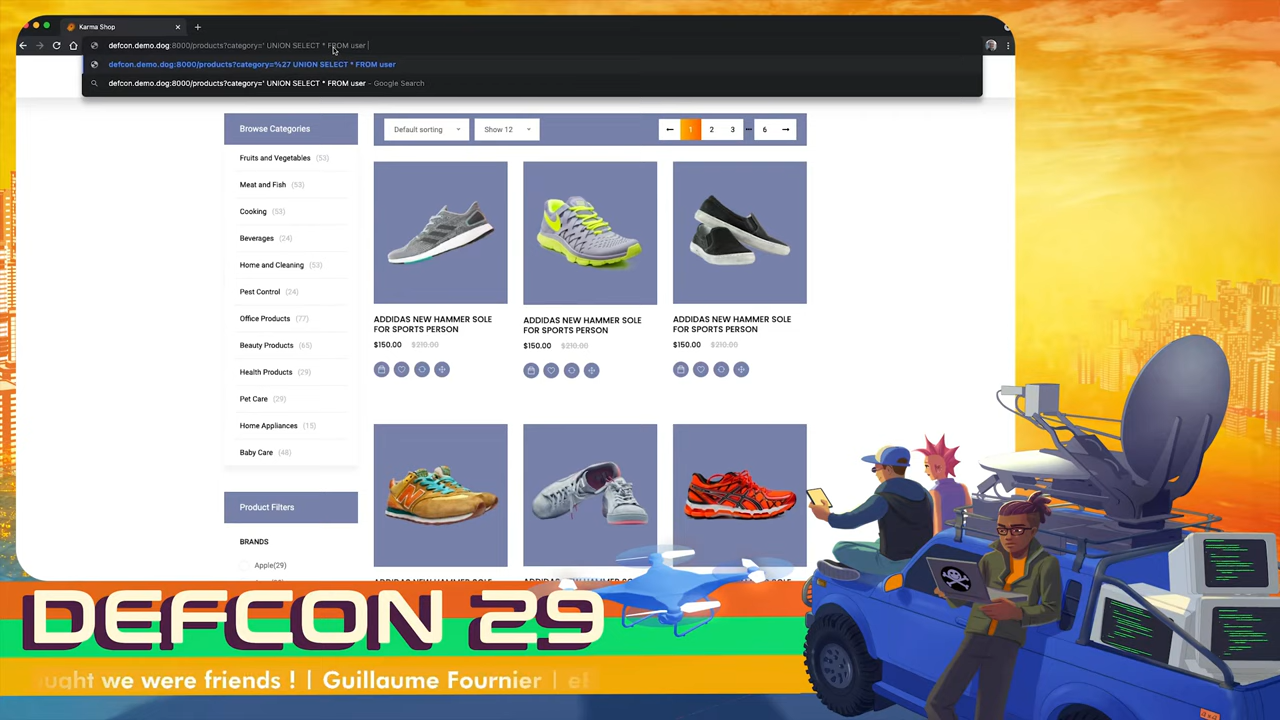 Karma Shop
defcon.demo.dog:8000/products?category=' UNION SELECT * FROM user
defcon.demo.dog:8000/products?category=%27 UNION SELECT * FROM user
defcon.demo.dog:8000/products?category=' UNION SELECT * FROM user – Google Search
Browse Categories
Fruits and Vegetables (53)
Meat and Fish (53)
Cooking (53)
Beverages (24)
Home and Cleaning (53)
Pest Control (24)
Office Products (77)
Beauty Products (65)
Health Products (29)
Pet Care (29)
Home Appliances (15)
Baby Care (48)
Product Filters
BRANDS
Apple(29)
Default sorting
Show 12
1 2 3 ... 6
ADDIDAS NEW HAMMER SOLE
FOR SPORTS PERSON
$150.00 $210.00
ADDIDAS NEW HAMMER SOLE
FOR SPORTS PERSON
$150.00 $210.00
ADDIDAS NEW HAMMER SOLE
FOR SPORTS PERSON
$150.00 $210.00
DEFCON 29
ught we were friends ! | Guillaume Fournier | eB